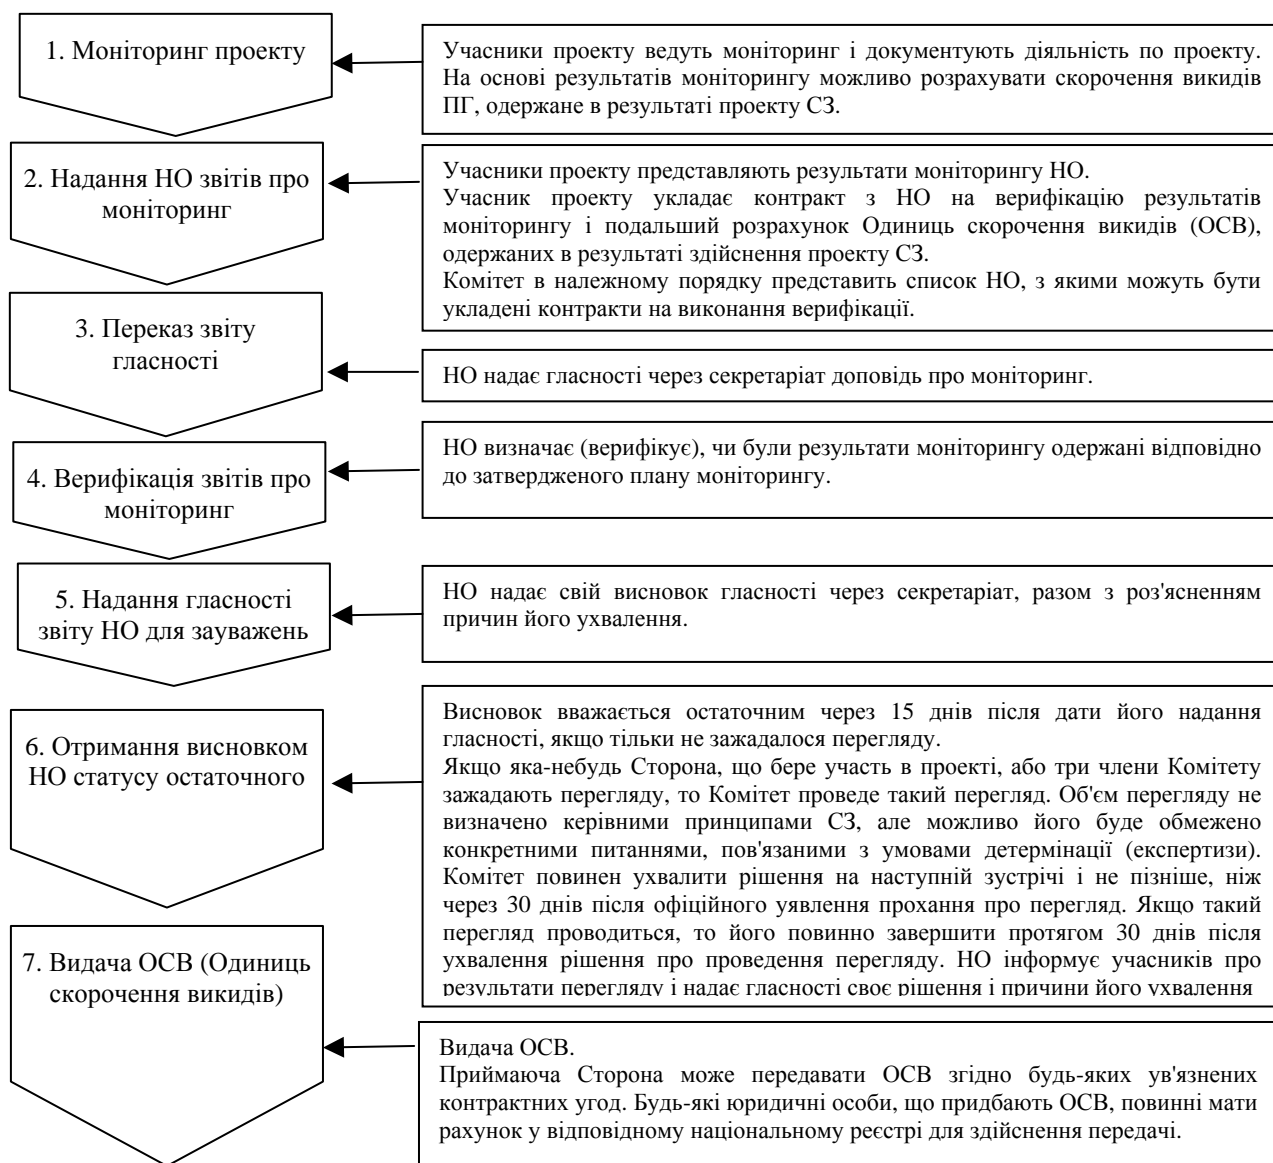 1. Моніторинг проекту
Учасники проекту ведуть моніторинг і документують діяльність по проекту.
На основі результатів моніторингу можливо розрахувати скорочення викидів
ПГ, одержане в результаті проекту СЗ.
2. Надання НО звітів про
моніторинг
Учасники проекту представляють результати моніторингу НО.
Учасник проекту укладає контракт з НО на верифікацію результатів
моніторингу і подальший розрахунок Одиниць скорочення викидів (ОСВ),
одержаних в результаті здійснення проекту СЗ.
Комітет в належному порядку представить список НО, з якими можуть бути
укладені контракти на виконання верифікації.
3. Переказ звіту
гласності
НО надає гласності через секретаріат доповідь про моніторинг.
4. Верифікація звітів про
моніторинг
НО визначає (верифікує), чи були результати моніторингу одержані відповідно
до затвердженого плану моніторингу.
5. Надання гласності
звіту НО для зауважень
НО надає свій висновок гласності через секретаріат, разом з роз'ясненням
причин його ухвалення.
6. Отримання висновком
НО статусу остаточного
Висновок вважається остаточним через 15 днів після дати його надання
гласності, якщо тільки не зажадалося перегляду.
Якщо яка-небудь Сторона, що бере участь в проекті, або три члени Комітету
зажадають перегляду, то Комітет проведе такий перегляд. Об'єм перегляду не
визначено керівними принципами СЗ, але можливо його буде обмежено
конкретними питаннями, пов'язаними з умовами детермінації (експертизи).
Комітет повинен ухвалити рішення на наступній зустрічі і не пізніше, ніж
через 30 днів після офіційного уявлення прохання про перегляд. Якщо такий
перегляд проводиться, то його повинно завершити протягом 30 днів після
ухвалення рішення про проведення перегляду. НО інформує учасників про
результати перегляду і надає гласності своє рішення і причини його ухвалення
7. Видача ОСВ (Одиниць
скорочення викидів)
Видача ОСВ.
Приймаюча Сторона може передавати ОСВ згідно будь-яких ув'язнених
контрактних угод. Будь-які юридичні особи, що придбають ОСВ, повинні мати
рахунок у відповідному національному реєстрі для здійснення передачі.